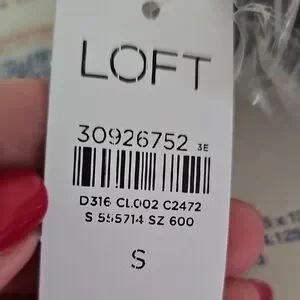 LOFT
30926752 3E
D316 CL002 C2472
S 555714 SZ 600
S